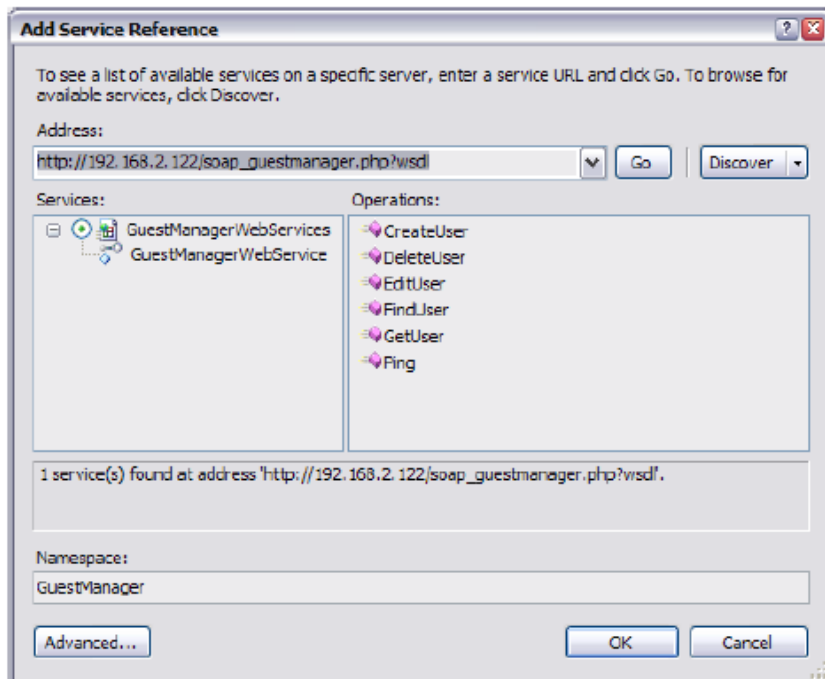 Add Service Reference
To see a list of available services on a specific server, enter a service URL and click Go. To browse for
available services, click Discover.
Address:
http://192.168.2.122/soap_guestmanager.php?wsdl
Go
Discover
Services:
GuestManagerWebServices
GuestManagerWebService
Operations:
CreateUser
DeleteUser
EditUser
FindUser
GetUser
Ping
1 service(s) found at address 'http://192.168.2.122/soap_guestmanager.php?wsdl'.
Namespace:
GuestManager
Advanced...
OK
Cancel